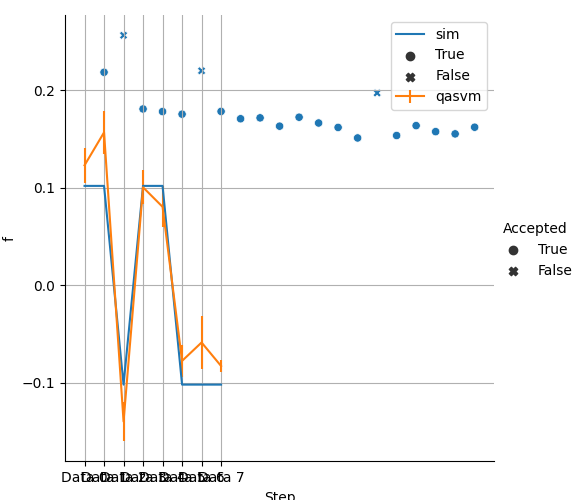 sim
True
False
qasvm
0.2
0.1
0.0
−0.1
f
Accepted
True
False
Data 7
Step